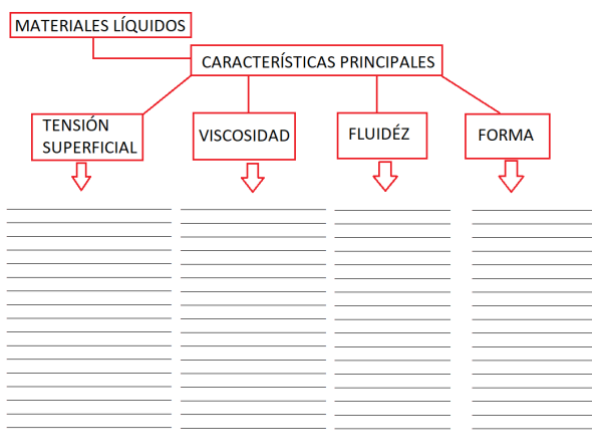 MATERIALES LÍQUIDOS
CARACTERÍSTICAS PRINCIPALES
TENSIÓN
SUPERFICIAL
VISCOSIDAD
FLUIDÉZ
FORMA